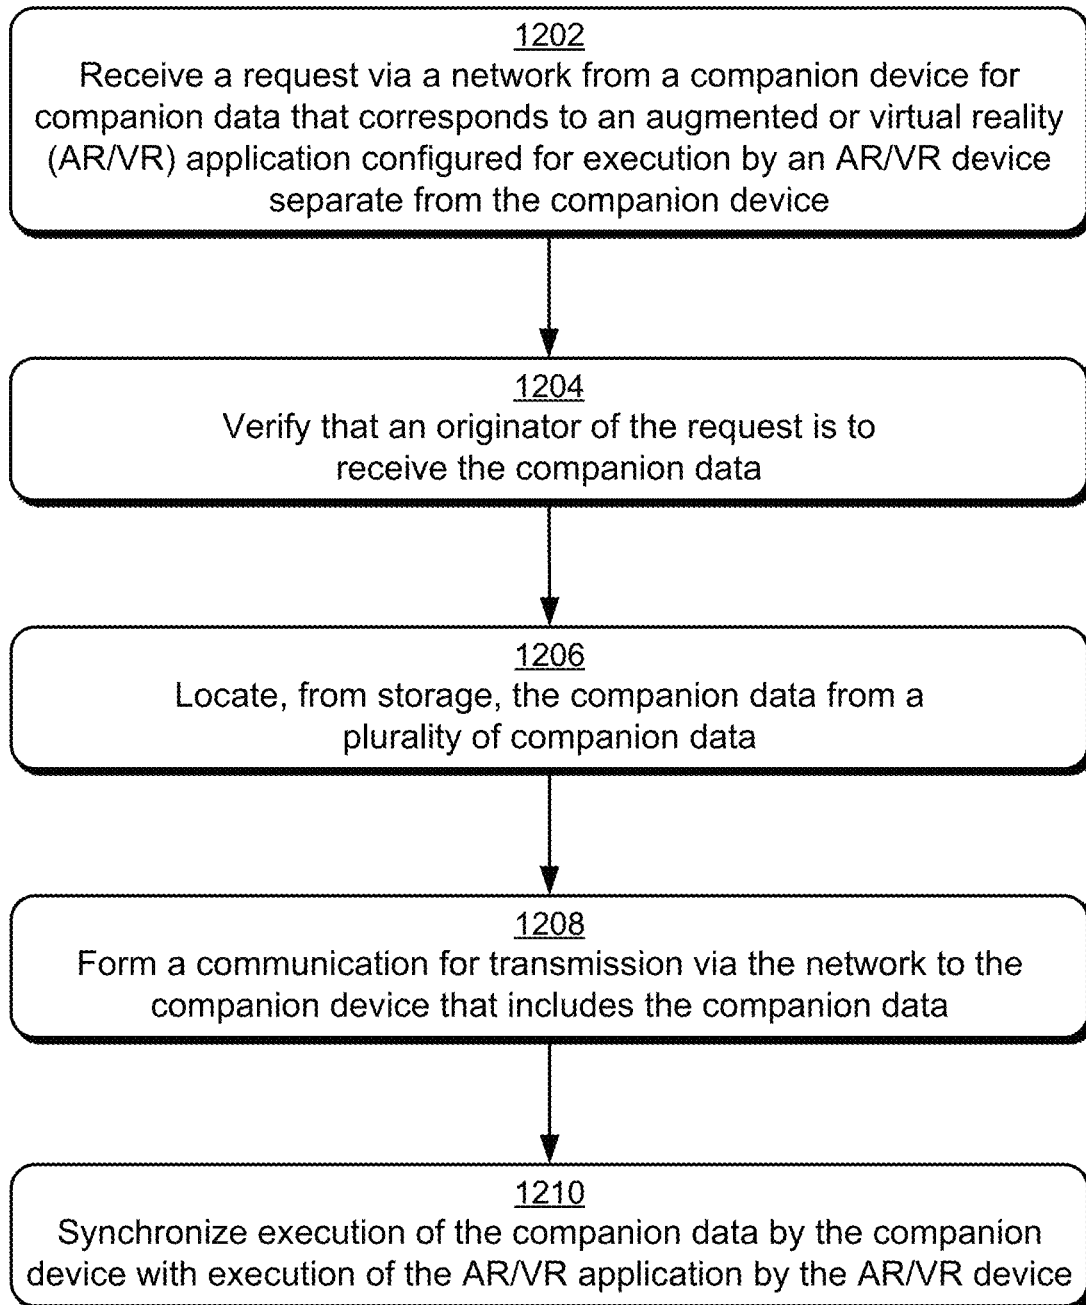 1202
Receive a request via a network from a companion device for
companion data that corresponds to an augmented or virtual reality
(AR/VR) application configured for execution by an AR/VR device
separate from the companion device
1204
Verify that an originator of the request is to
receive the companion data
1206
Locate, from storage, the companion data from a
plurality of companion data
1208
Form a communication for transmission via the network to the
companion device that includes the companion data
1210
Synchronize execution of the companion data by the companion
device with execution of the AR/VR application by the AR/VR device